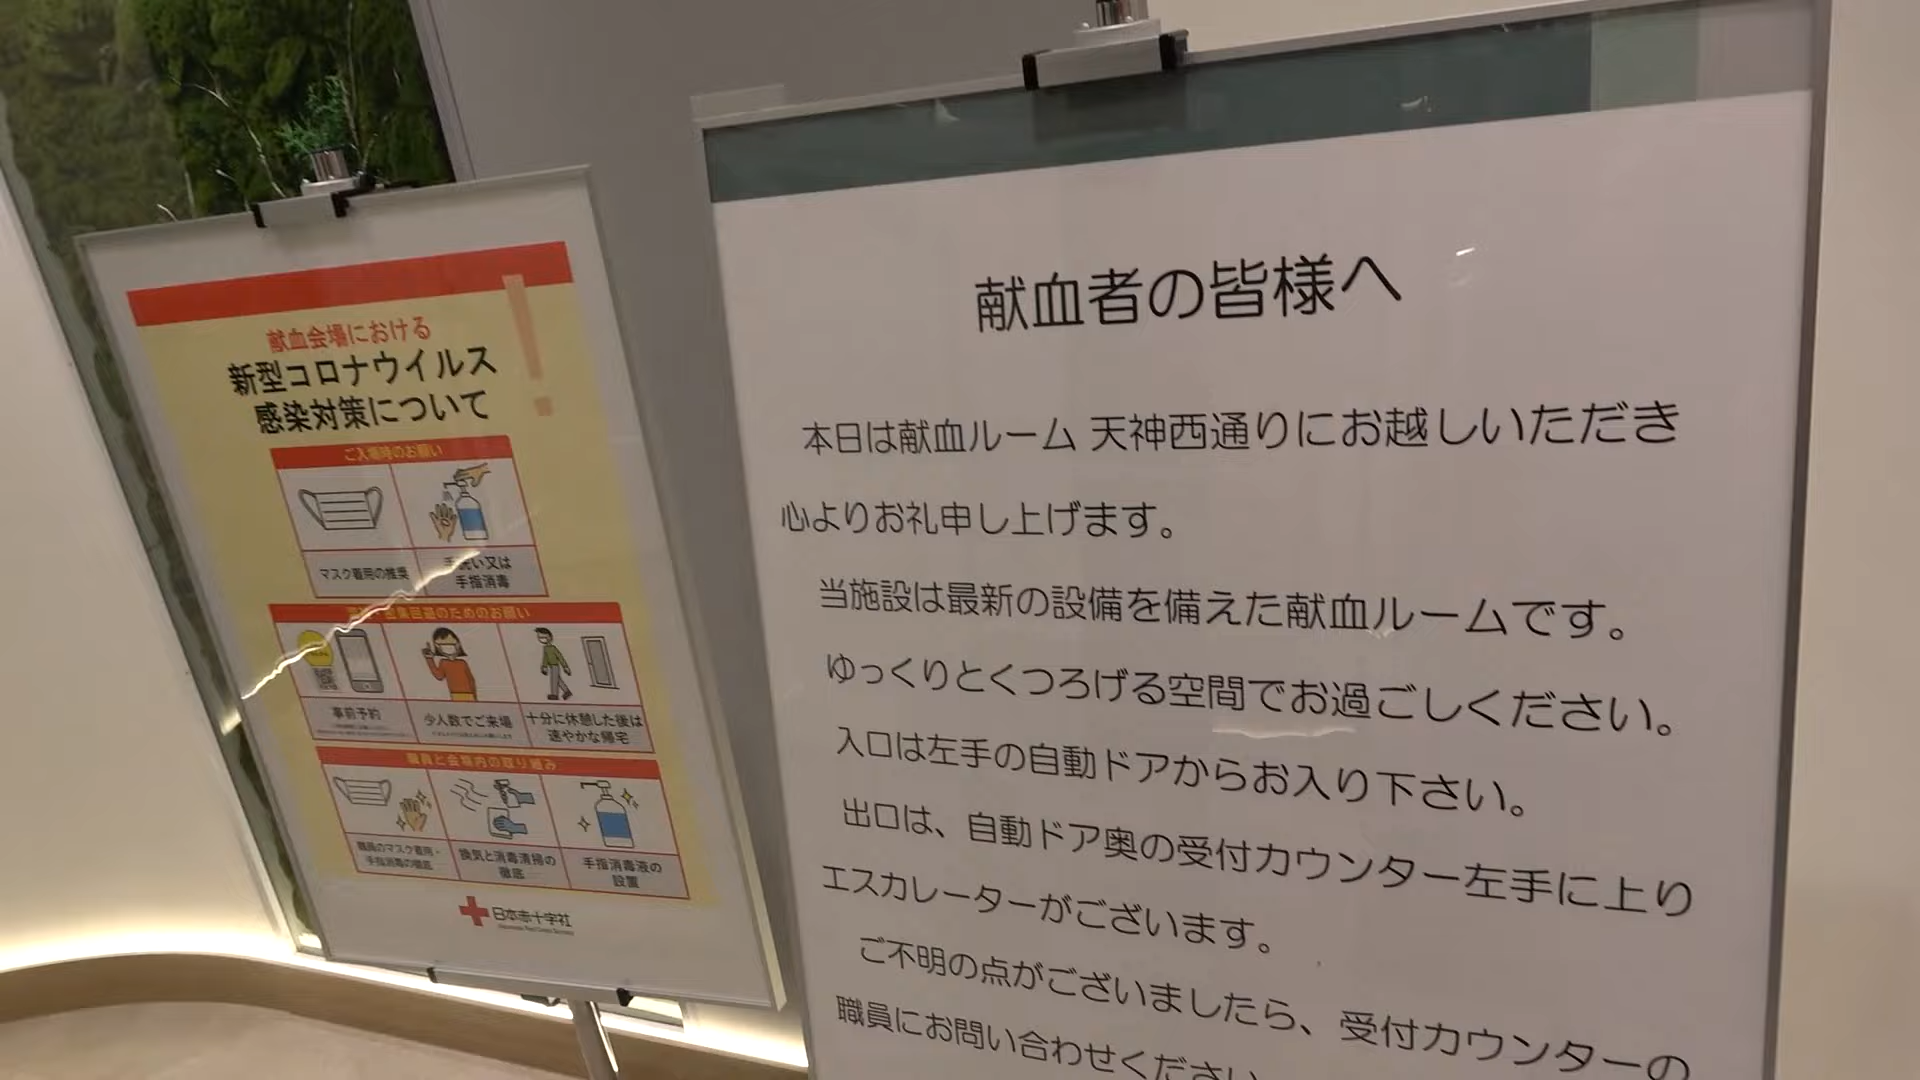 献血会場における
新型コロナウイルス
感染対策について
ご入場時のお願い
マスク着用の推奨
手洗い又は
手指消毒
密集回避のためのお願い
事前予約
少人数でご来場
十分に休憩した後は
速やかな帰宅
職員と会場内の取り組み
職員のマスク着用・
手指消毒の徹底
換気と消毒清掃の
徹底
手指消毒液の
設置
日本赤十字社
Japanese Red Cross Society
献血者の皆様へ
本日は献血ルーム 天神西通りにお越しいただき
心よりお礼申し上げます。
当施設は最新の設備を備えた献血ルームです。
ゆっくりとくつろげる空間でお過ごしください。
入口は左手の自動ドアからお入り下さい。
出口は、自動ドア奥の受付カウンター左手に上り
エスカレーターがございます。
ご不明の点がございましたら、受付カウンターの
職員にお問い合わせください